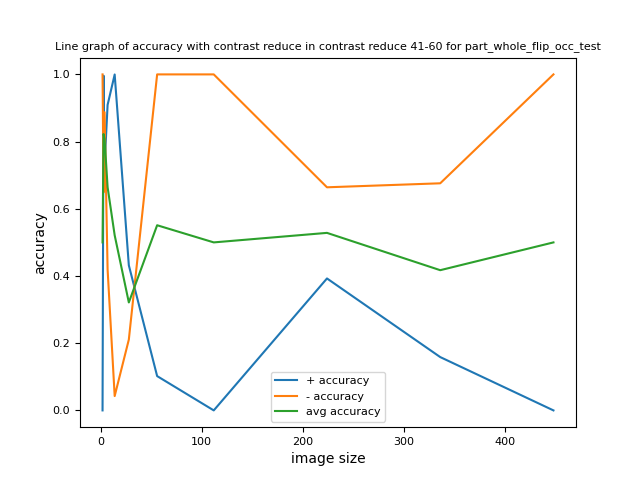 Line graph of accuracy with contrast reduce in contrast reduce 41-60 for part_whole_flip_occ_test
1.0
0.8
0.6
0.4
0.2
0.0
accuracy
+ accuracy
- accuracy
avg accuracy
0 100 200 300 400
image size